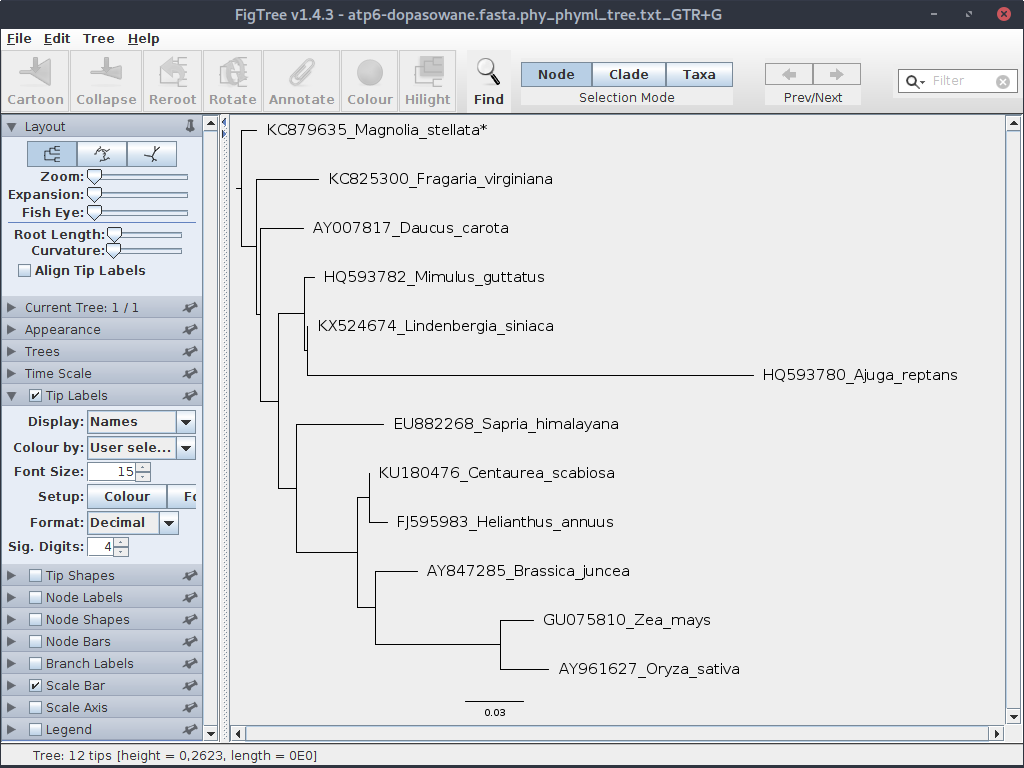 FigTree v1.4.3 - atp6-dopasowane.fasta.phy_phyml_tree.txt_GTR+G
File Edit Tree Help
Cartoon Collapse Reroot Rotate Annotate Colour Hilight Find
Node Clade Taxa
Selection Mode
Prev/Next
Filter
Layout
Zoom:
Expansion:
Fish Eye:
Root Length:
Curvature:
Align Tip Labels
Current Tree: 1 / 1
Appearance
Trees
Time Scale
Tip Labels
Display: Names
Colour by: User sele...
Font Size: 15
Setup: Colour Fo
Format: Decimal
Sig. Digits: 4
Tip Shapes
Node Labels
Node Shapes
Node Bars
Branch Labels
Scale Bar
Scale Axis
Legend
KC879635_Magnolia_stellata*
KC825300_Fragaria_virginiana
AY007817_Daucus_carota
HQ593782_Mimulus_guttatus
KX524674_Lindenbergia_siniaca
HQ593780_Ajuga_reptans
EU882268_Sapria_himalayana
KU180476_Centaurea_scabiosa
FJ595983_Helianthus_annuus
AY847285_Brassica_juncea
GU075810_Zea_mays
AY961627_Oryza_sativa
0.03
Tree: 12 tips [height = 0,2623, length = 0E0]